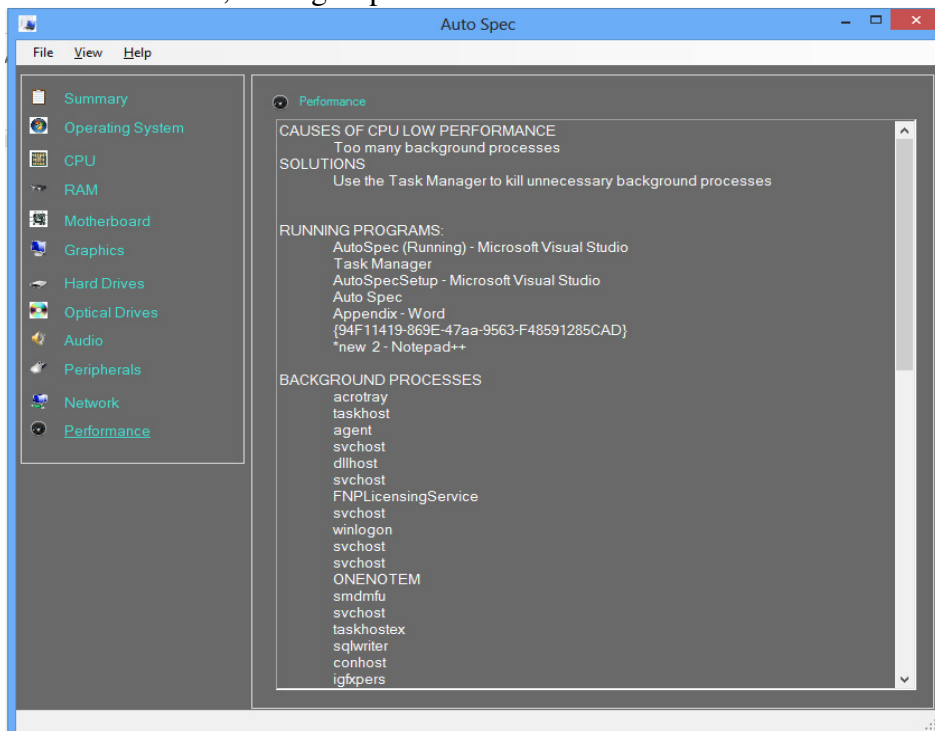 Auto Spec
File View Help
Summary
Operating System
CPU
RAM
Motherboard
Graphics
Hard Drives
Optical Drives
Audio
Peripherals
Network
Performance
Performance
CAUSES OF CPU LOW PERFORMANCE
Too many background processes
SOLUTIONS
Use the Task Manager to kill unnecessary background processes
RUNNING PROGRAMS:
AutoSpec (Running) - Microsoft Visual Studio
Task Manager
AutoSpecSetup - Microsoft Visual Studio
Auto Spec
Appendix - Word
{94F11419-869E-47aa-9563-F48591285CAD}
*new 2 - Notepad++
BACKGROUND PROCESSES
acrotray
taskhost
agent
svchost
dllhost
svchost
FNPLicensingService
svchost
winlogon
svchost
svchost
ONENOTEM
smdmfu
svchost
taskhostex
sqlwriter
conhost
igfxpers